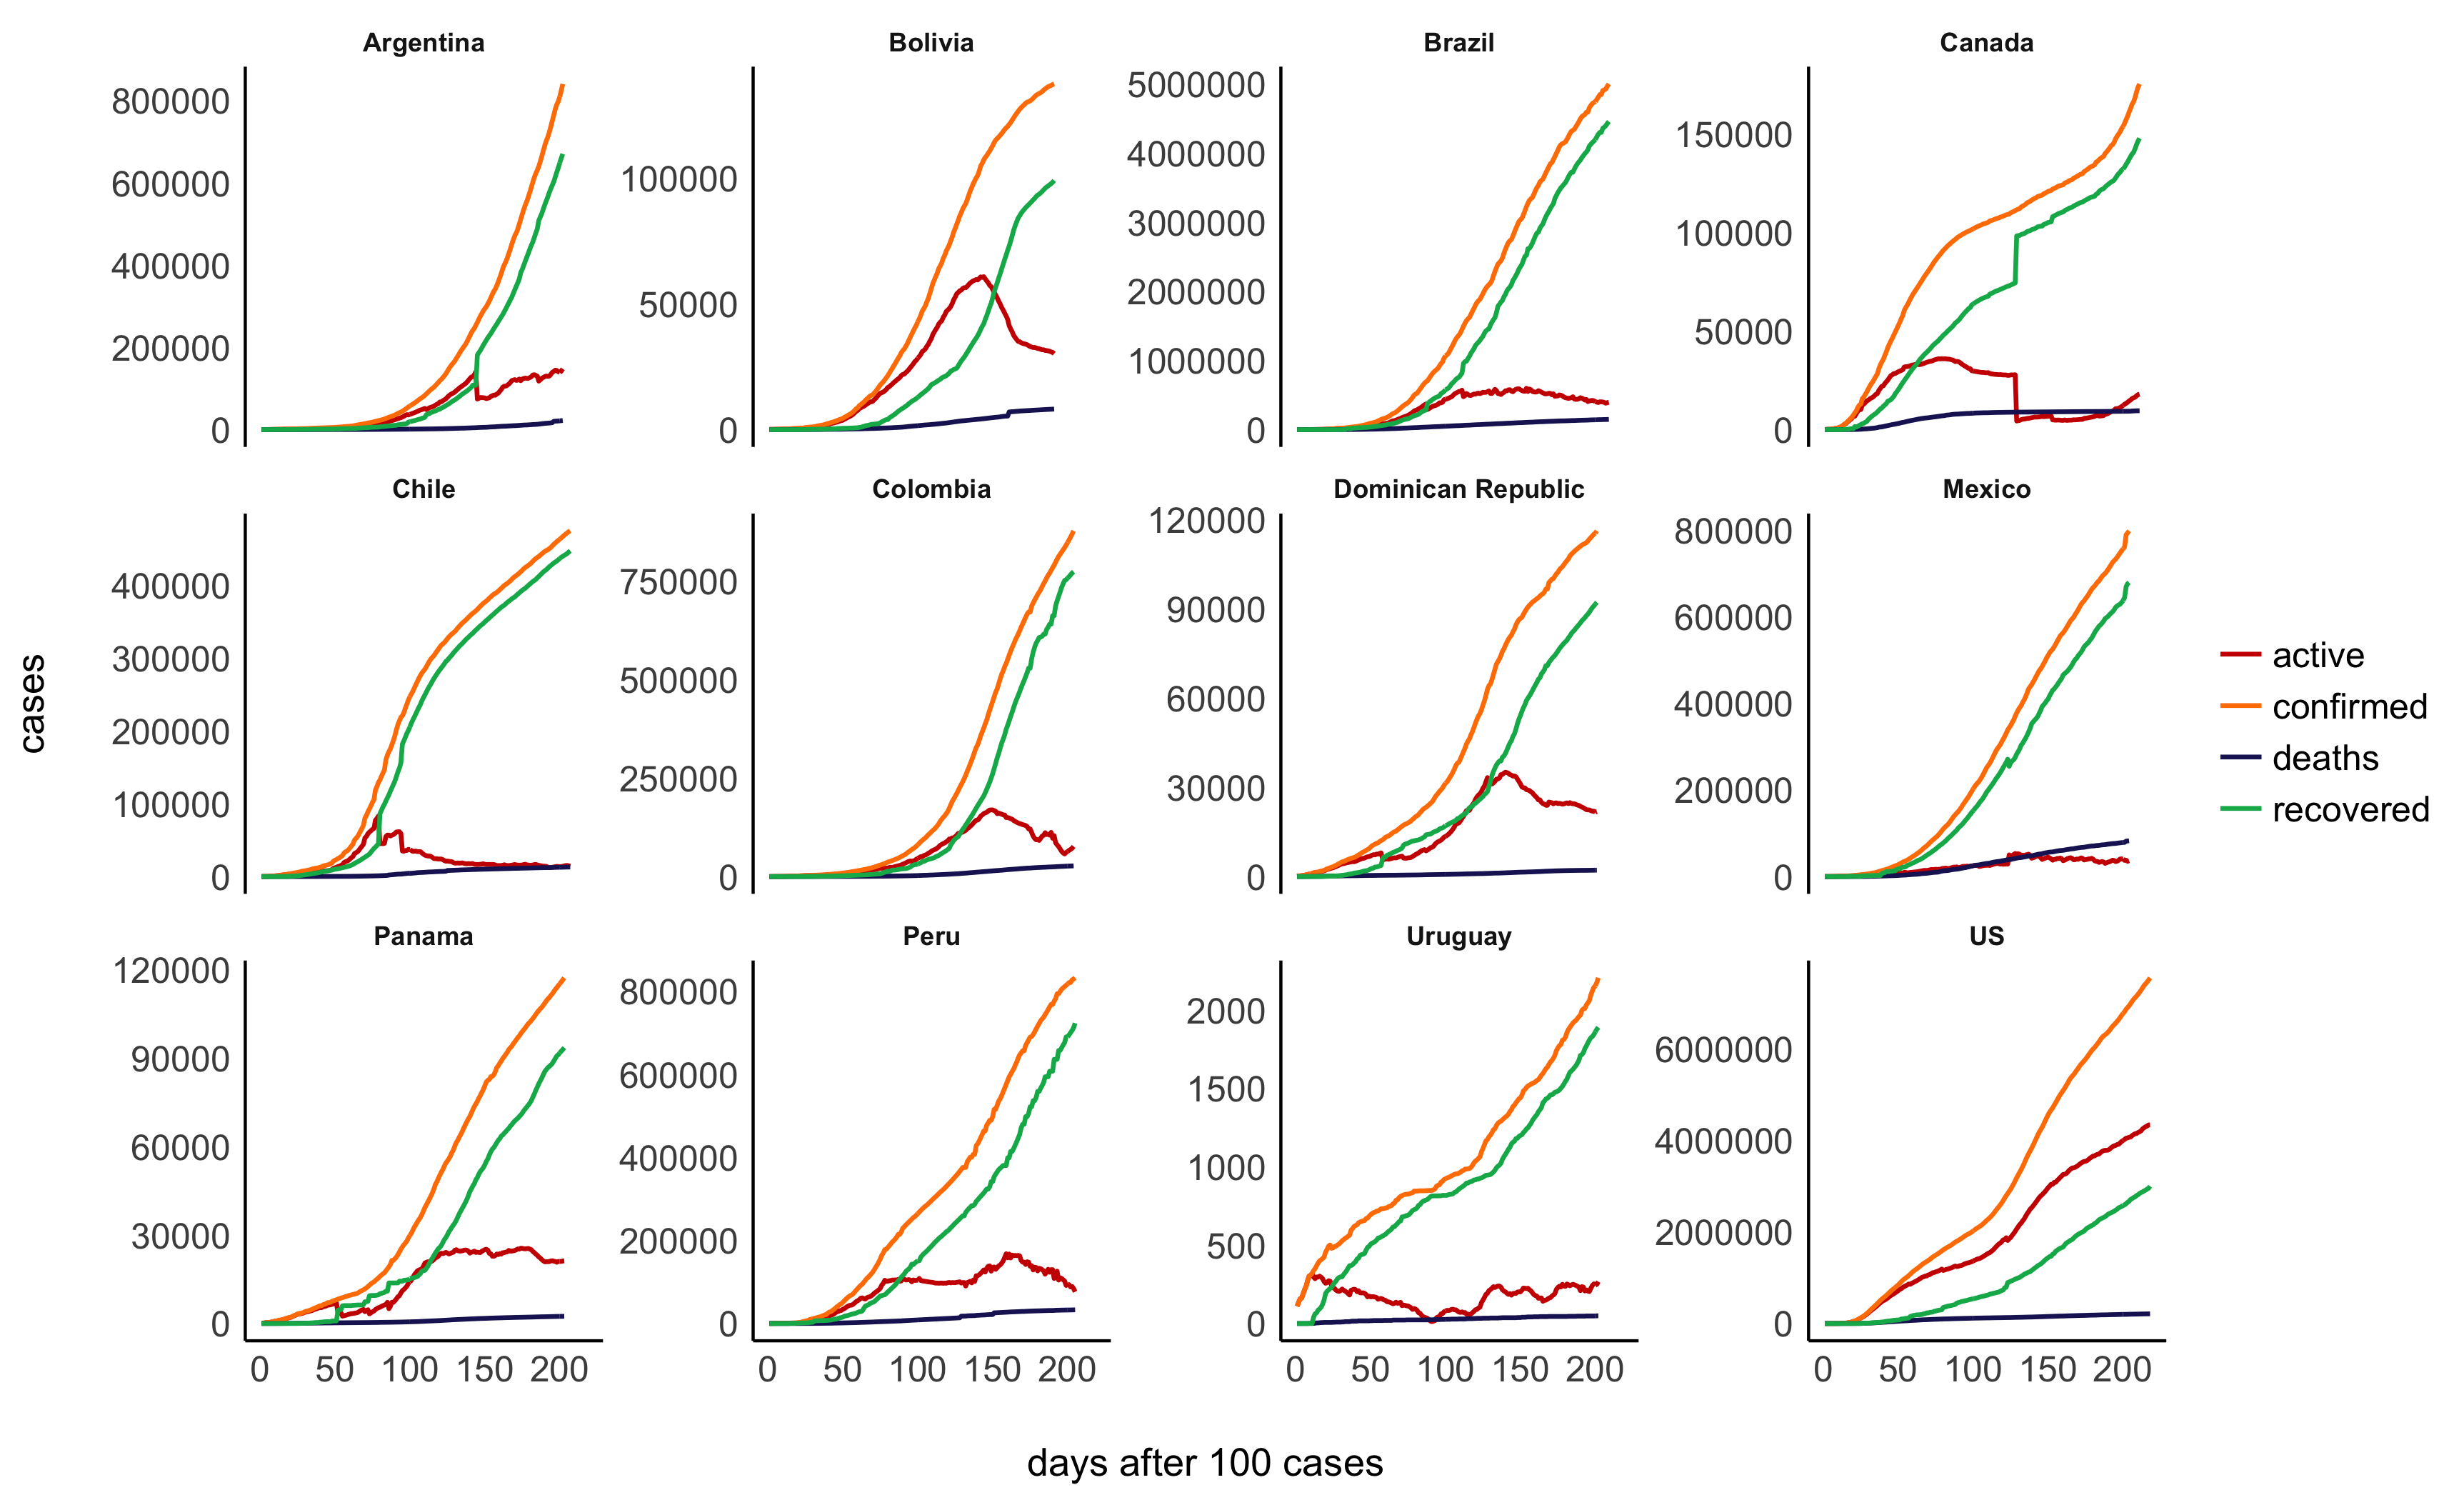 Argentina
Bolivia
Brazil
Canada
800000
600000
400000
200000
0
100000
50000
0
5000000
4000000
3000000
2000000
1000000
0
150000
100000
50000
0
Chile
Colombia
Dominican Republic
Mexico
400000
300000
200000
100000
0
750000
500000
250000
0
120000
90000
60000
30000
0
800000
600000
400000
200000
0
Panama
Peru
Uruguay
US
120000
90000
60000
30000
0
800000
600000
400000
200000
0
2000
1500
1000
500
0
6000000
4000000
2000000
0
0 50 100 150 200
0 50 100 150 200
0 50 100 150 200
0 50 100 150 200
days after 100 cases
cases
active
confirmed
deaths
recovered